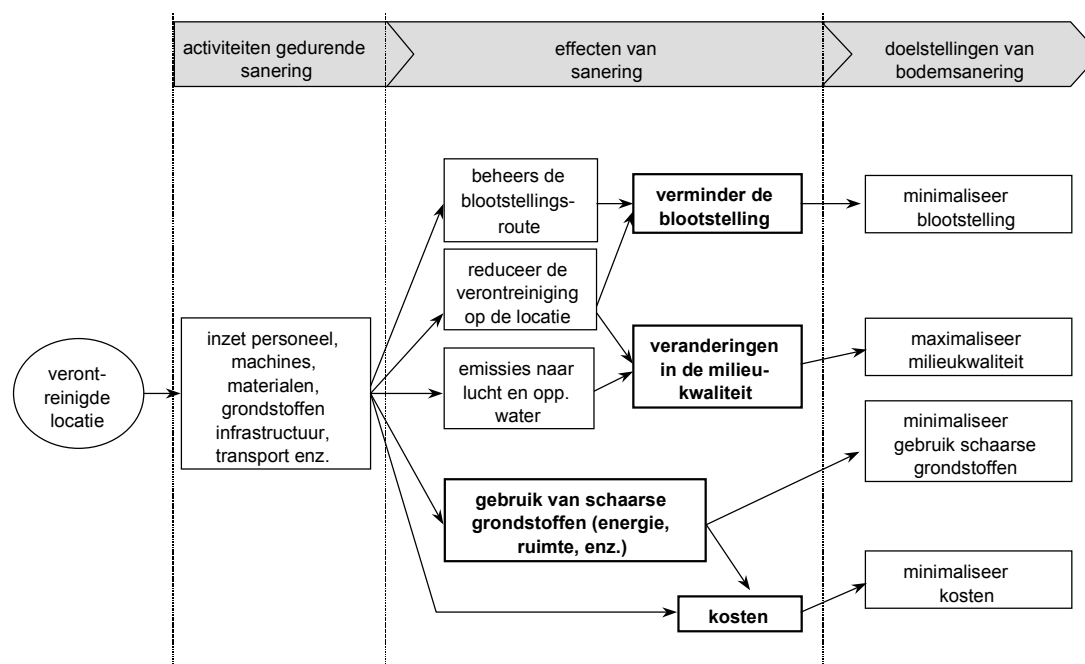 activiteiten gedurende
sanering
effecten van
sanering
doelstellingen van
bodemsanering
veront-
reinigde
locatie
inzet personeel,
machines,
materialen,
grondstoffen
infrastructuur,
transport enz.
beheers de
blootstellings-
route
reduceer de
verontreiniging
op de locatie
emissies naar
lucht en opp.
water
gebruik van schaarse
grondstoffen (energie,
ruimte, enz.)
verminder de
blootstelling
veranderingen
in de milieu-
kwaliteit
kosten
minimaliseer
blootstelling
maximaliseer
milieukwaliteit
minimaliseer
gebruik schaarse
grondstoffen
minimaliseer
kosten